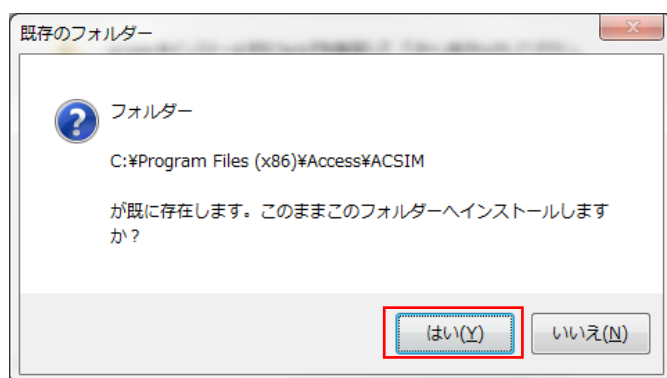 既存のフォルダー
フォルダー
C:¥Program Files (x86)¥Access¥ACSIM
が既に存在します。このままこのフォルダーへインストールします
か？
はい(Y)
いいえ(N)